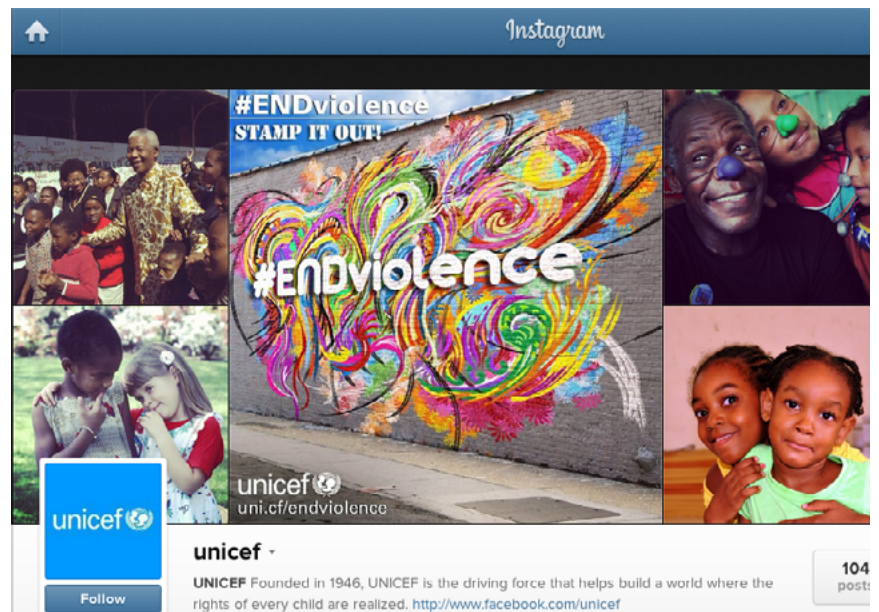 Instagram
#ENDviolence
STAMP IT OUT!
#ENDviolence
unicef
uni.cf/endviolence
unicef
unicef
UNICEF Founded in 1946, UNICEF is the driving force that helps build a world where the
rights of every child are realized. http://www.facebook.com/unicef
104
posts
Follow